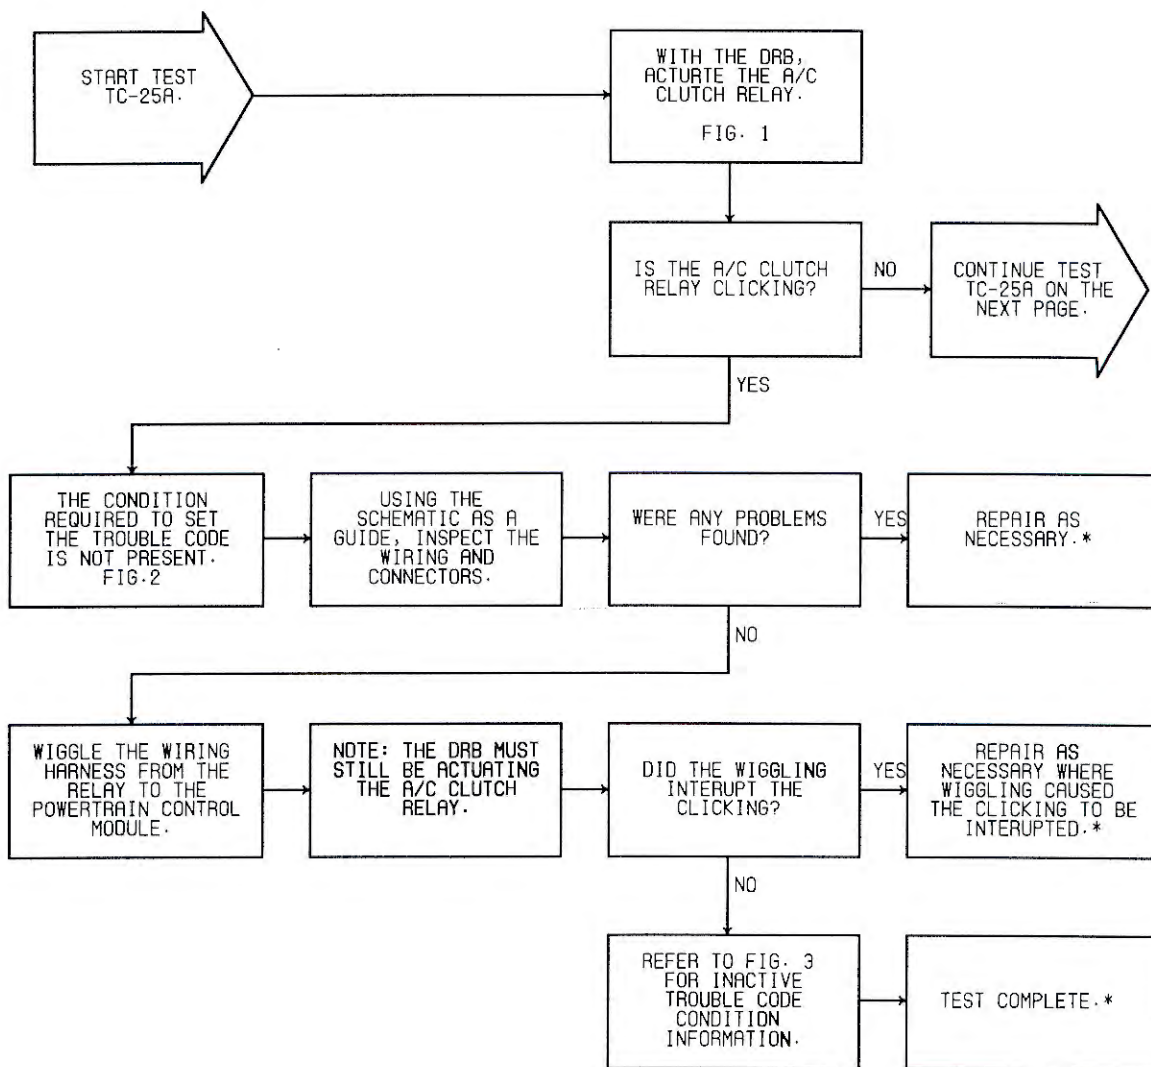 START TEST
TC-25A.
WITH THE DRB,
ACTURTE THE A/C
CLUTCH RELAY.
FIG. 1
IS THE A/C CLUTCH
RELAY CLICKING?
NO
CONTINUE TEST
TC-25A ON THE
NEXT PAGE.
YES
THE CONDITION
REQUIRED TO SET
THE TROUBLE CODE
IS NOT PRESENT.
FIG.2
USING THE
SCHEMATIC AS A
GUIDE, INSPECT THE
WIRING AND
CONNECTORS.
WERE ANY PROBLEMS
FOUND?
YES
REPAIR AS
NECESSARY.*
NO
WIGGLE THE WIRING
HARNESS FROM THE
RELAY TO THE
POWERTRAIN CONTROL
MODULE.
NOTE: THE DRB MUST
STILL BE ACTUATING
THE A/C CLUTCH
RELAY.
DID THE WIGGLING
INTERUPT THE
CLICKING?
YES
REPAIR AS
NECESSARY WHERE
WIGGLING CAUSED
THE CLICKING TO BE
INTERUPTED.*
NO
REFER TO FIG. 3
FOR INACTIVE
TROUBLE CODE
CONDITION
INFORMATION.
TEST COMPLETE.*